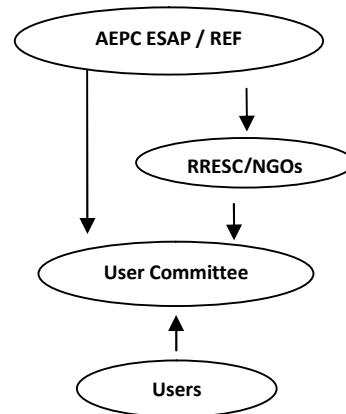 AEPC ESAP / REF
RRESC/NGOs
User Committee
Users